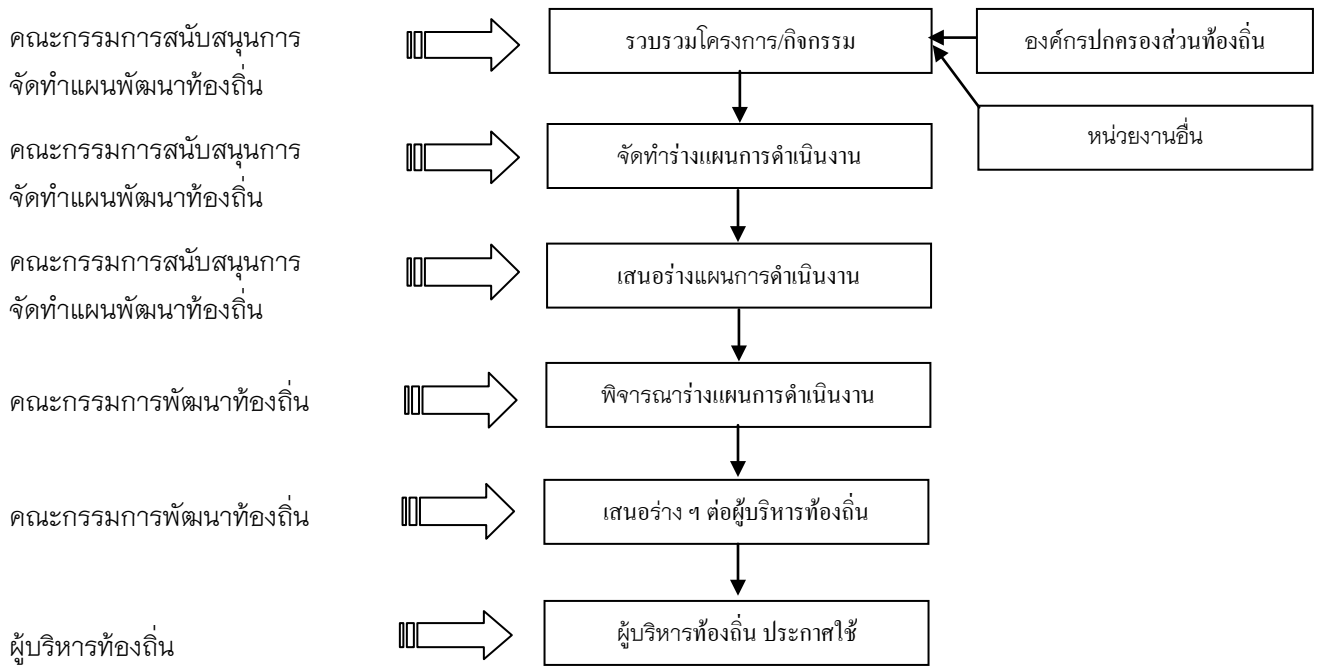 คณะกรรมการสนับสนุนการ
จัดทำแผนพัฒนาท้องถิ่น
รวบรวมโครงการ/กิจกรรม
องค์กรปกครองส่วนท้องถิ่น
หน่วยงานอื่น
คณะกรรมการสนับสนุนการ
จัดทำแผนพัฒนาท้องถิ่น
จัดทำร่างแผนการดำเนินงาน
คณะกรรมการสนับสนุนการ
จัดทำแผนพัฒนาท้องถิ่น
เสนอร่างแผนการดำเนินงาน
คณะกรรมการพัฒนาท้องถิ่น
พิจารณาร่างแผนการดำเนินงาน
คณะกรรมการพัฒนาท้องถิ่น
เสนอร่าง ฯ ต่อผู้บริหารท้องถิ่น
ผู้บริหารท้องถิ่น
ผู้บริหารท้องถิ่น ประกาศใช้